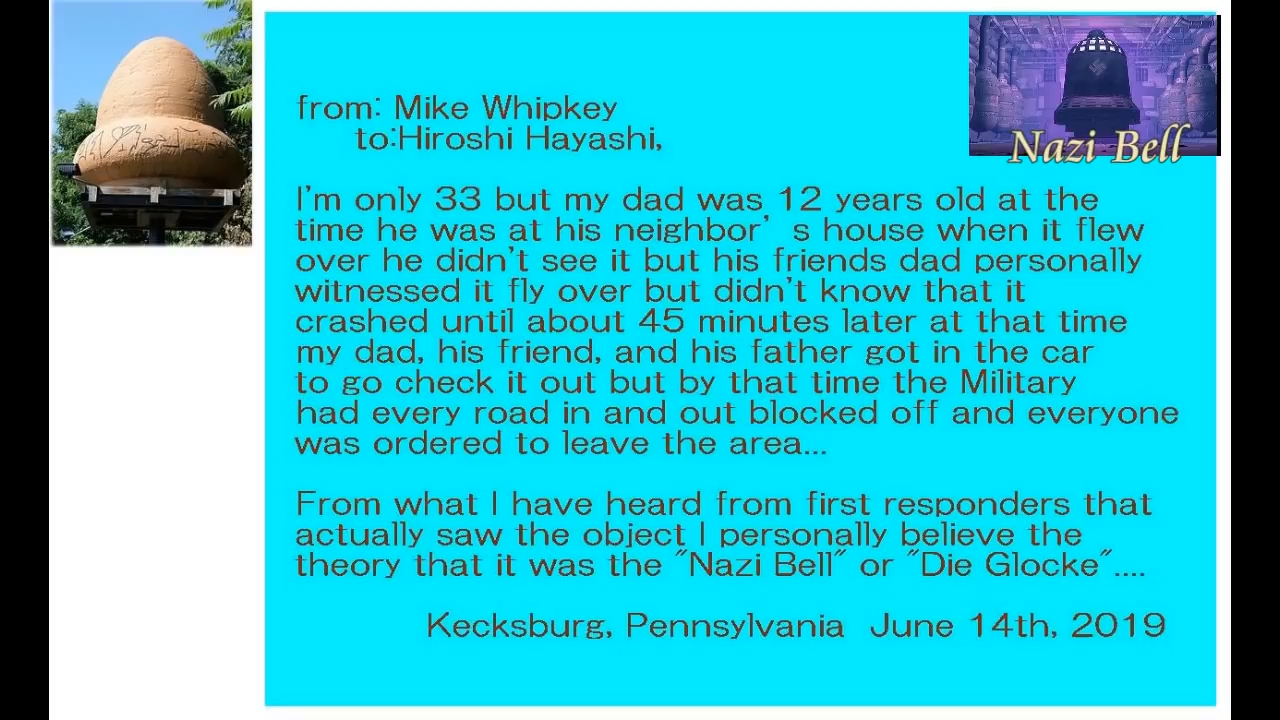 Nazi Bell
from: Mike Whipkey
to:Hiroshi Hayashi,
I'm only 33 but my dad was 12 years old at the
time he was at his neighbor' s house when it flew
over he didn't see it but his friends dad personally
witnessed it fly over but didn't know that it
crashed until about 45 minutes later at that time
my dad, his friend, and his father got in the car
to go check it out but by that time the Military
had every road in and out blocked off and everyone
was ordered to leave the area...
From what I have heard from first responders that
actually saw the object I personally believe the
theory that it was the "Nazi Bell" or "Die Glocke"....
Kecksburg, Pennsylvania June 14th, 2019